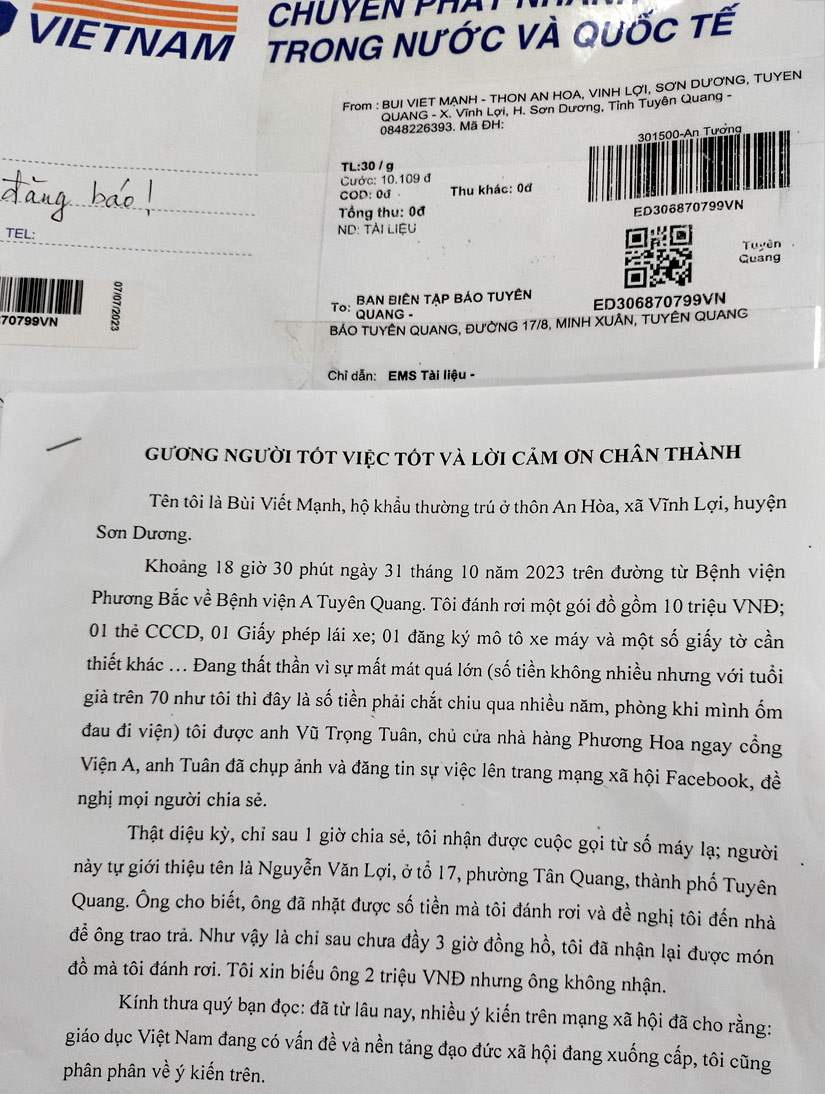 VIETNAM
CHUYỂN PHÁT NHANH
TRONG NƯỚC VÀ QUỐC TẾ
đăng báo!
TEL:
70799VN
07/07/2023
From : BUI VIET MẠNH - THON AN HOA, VINH LỢI, SƠN DƯƠNG, TUYEN
QUANG - X. Vĩnh Lợi, H. Sơn Dương, Tỉnh Tuyên Quang -
0848226393. Mã ĐH:
301500-An Tường
TL:30 / g
Cước: 10.109 đ
COD: 0đ
Thu khác: 0đ
Tổng thu: 0đ
ND: TÀI LIỆU
ED306870799VN
Tuyên
Quang
To: BAN BIÊN TẬP BÁO TUYÊN
QUANG -
ED306870799VN
BÁO TUYÊN QUANG, ĐƯỜNG 17/8, MINH XUÂN, TUYÊN QUANG
Chỉ dẫn: EMS Tài liệu -
GƯƠNG NGƯỜI TÓT VIỆC TÓT VÀ LỜI CẢM ƠN CHÂN THÀNH
Tên tôi là Bùi Viết Mạnh, hộ khẩu thường trú ở thôn An Hòa, xã Vĩnh Lợi, huyện
Sơn Dương.
Khoảng 18 giờ 30 phút ngày 31 tháng 10 năm 2023 trên đường từ Bệnh viện
Phương Bắc về Bệnh viện A Tuyên Quang. Tôi đánh rơi một gói đồ gồm 10 triệu VNĐ;
01 thẻ CCCD, 01 Giấy phép lái xe; 01 đăng ký mô tô xe máy và một số giấy tờ cần
thiết khác ... Đang thất thần vì sự mất mát quá lớn (số tiền không nhiều nhưng với tuổi
già trên 70 như tôi thì đây là số tiền phải chắt chiu qua nhiều năm, phòng khi mình ốm
đau đi viện) tôi được anh Vũ Trọng Tuân, chủ cửa nhà hàng Phương Hoa ngay cổng
Viện A, anh Tuân đã chụp ảnh và đăng tin sự việc lên trang mạng xã hội Facebook, đề
nghị mọi người chia sẻ.
Thật diệu kỳ, chỉ sau 1 giờ chia sẻ, tôi nhận được cuộc gọi từ số máy lạ; người
này tự giới thiệu tên là Nguyễn Văn Lợi, ở tổ 17, phường Tân Quang, thành phố Tuyên
Quang. Ông cho biết, ông đã nhặt được số tiền mà tôi đánh rơi và đề nghị tôi đến nhà
để ông trao trả. Như vậy là chỉ sau chưa đầy 3 giờ đồng hồ, tôi đã nhận lại được món
đồ mà tôi đánh rơi. Tôi xin biếu ông 2 triệu VNĐ nhưng ông không nhận.
Kính thưa quý bạn đọc: đã từ lâu nay, nhiều ý kiến trên mạng xã hội đã cho rằng:
giáo dục Việt Nam đang có vấn đề và nền tảng đạo đức xã hội đang xuống cấp, tôi cũng
phân phân về ý kiến trên.